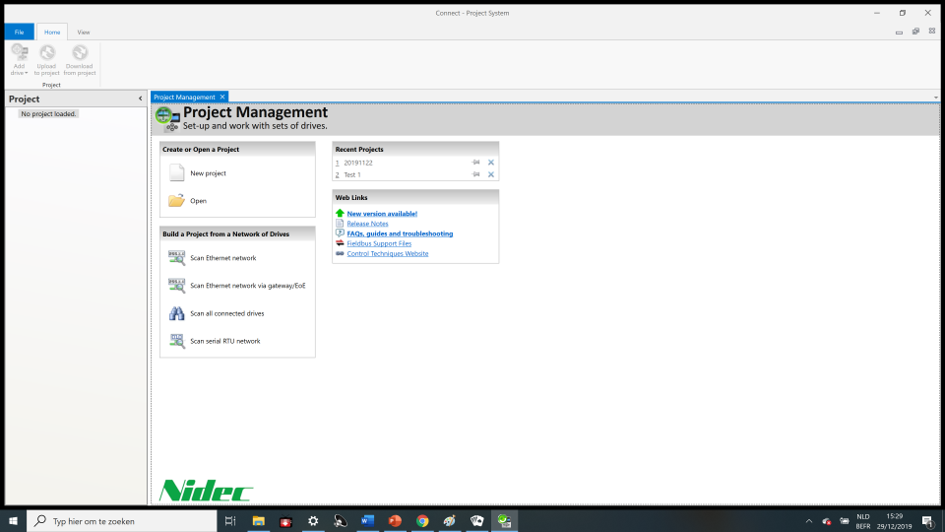 Connect - Project System
File
Home
View
Add drive
Upload to project
Download from project
Project
Project
No project loaded.
Project Management
Project Management
Set-up and work with sets of drives.
Create or Open a Project
New project
Open
Build a Project from a Network of Drives
Scan Ethernet network
Scan Ethernet network via gateway/EoE
Scan all connected drives
Scan serial RTU network
Recent Projects
1 20191122
2 Test 1
Web Links
New version available!
Release Notes
FAQs, guides and troubleshooting
Fieldbus Support Files
Control Techniques Website
Nidec
Typ hier om te zoeken
NLD
BEFR
15:29
29/12/2019